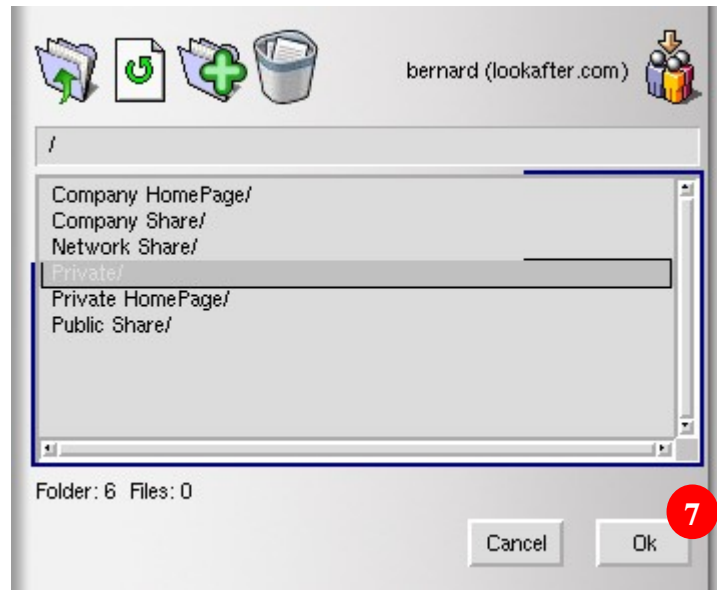 bernard (lookafter.com)
/
Company HomePage/
Company Share/
Network Share/
Private/
Private HomePage/
Public Share/
Folder: 6 Files: 0
7
Cancel Ok